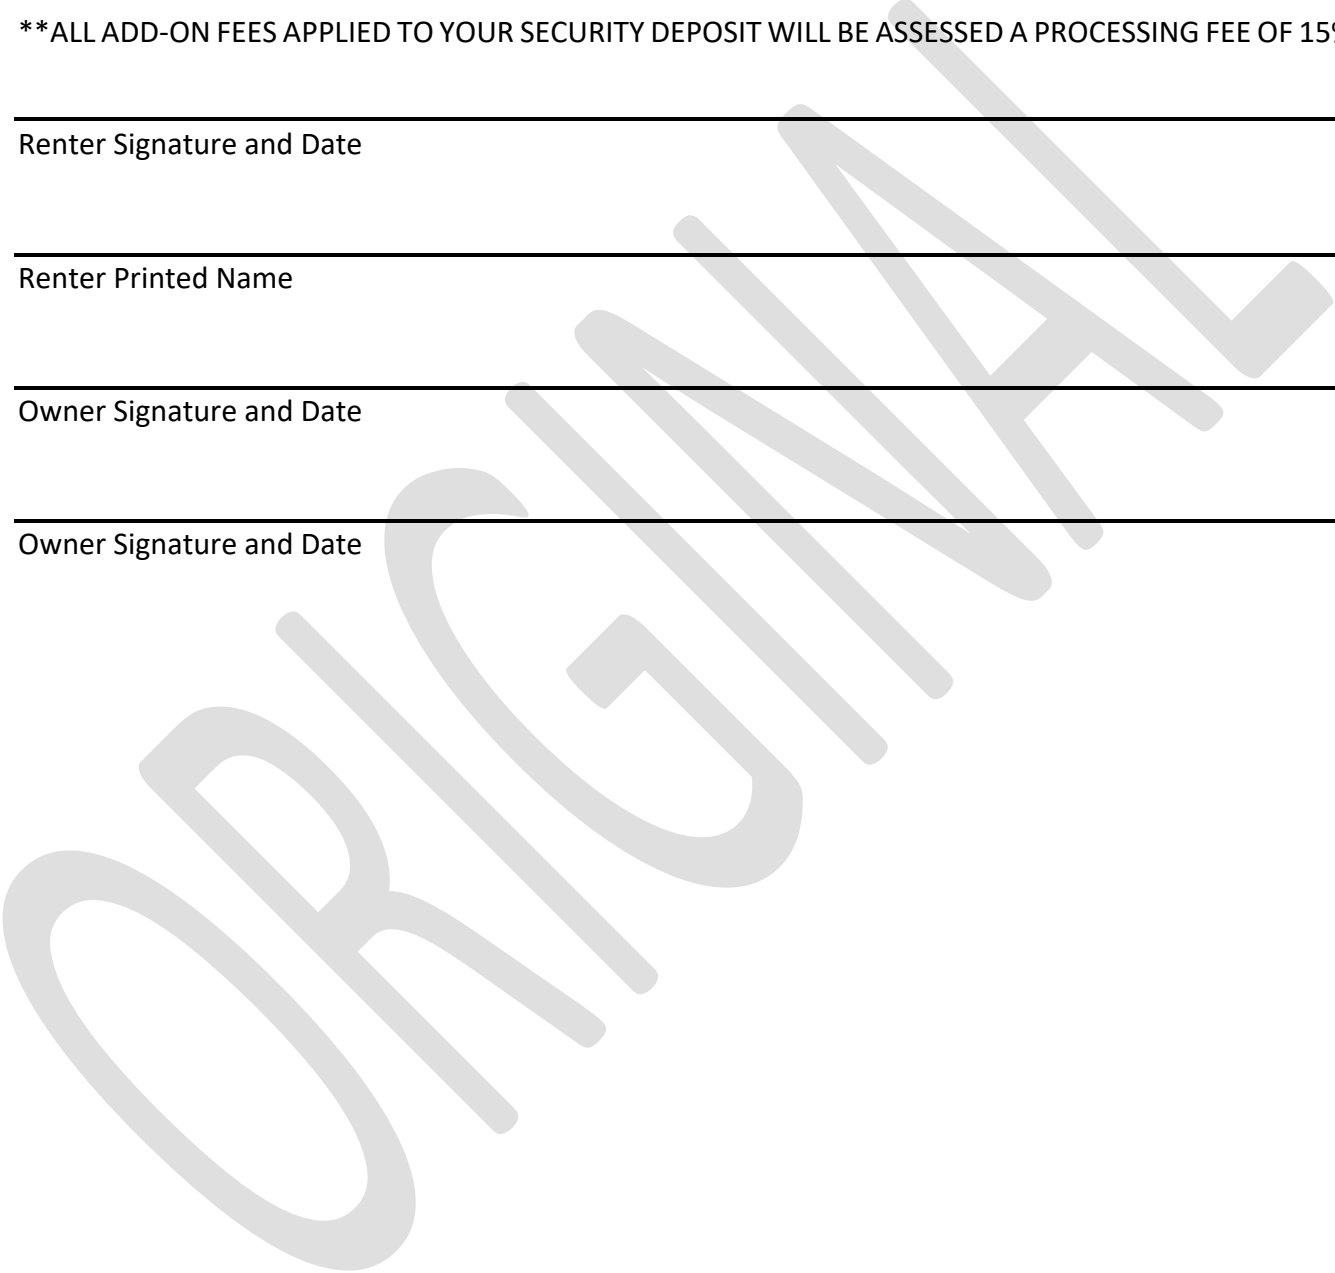 **ALL ADD-ON FEES APPLIED TO YOUR SECURITY DEPOSIT WILL BE ASSESSED A PROCESSING FEE OF 15%
Renter Signature and Date
Renter Printed Name
Owner Signature and Date
Owner Signature and Date
ORIGINAL